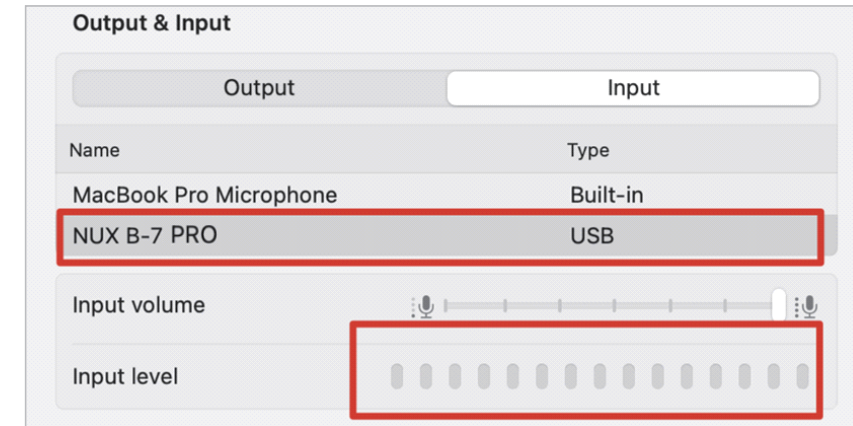 Output & Input
Output Input
Name Type
MacBook Pro Microphone Built-in
NUX B-7 PRO USB
Input volume
Input level